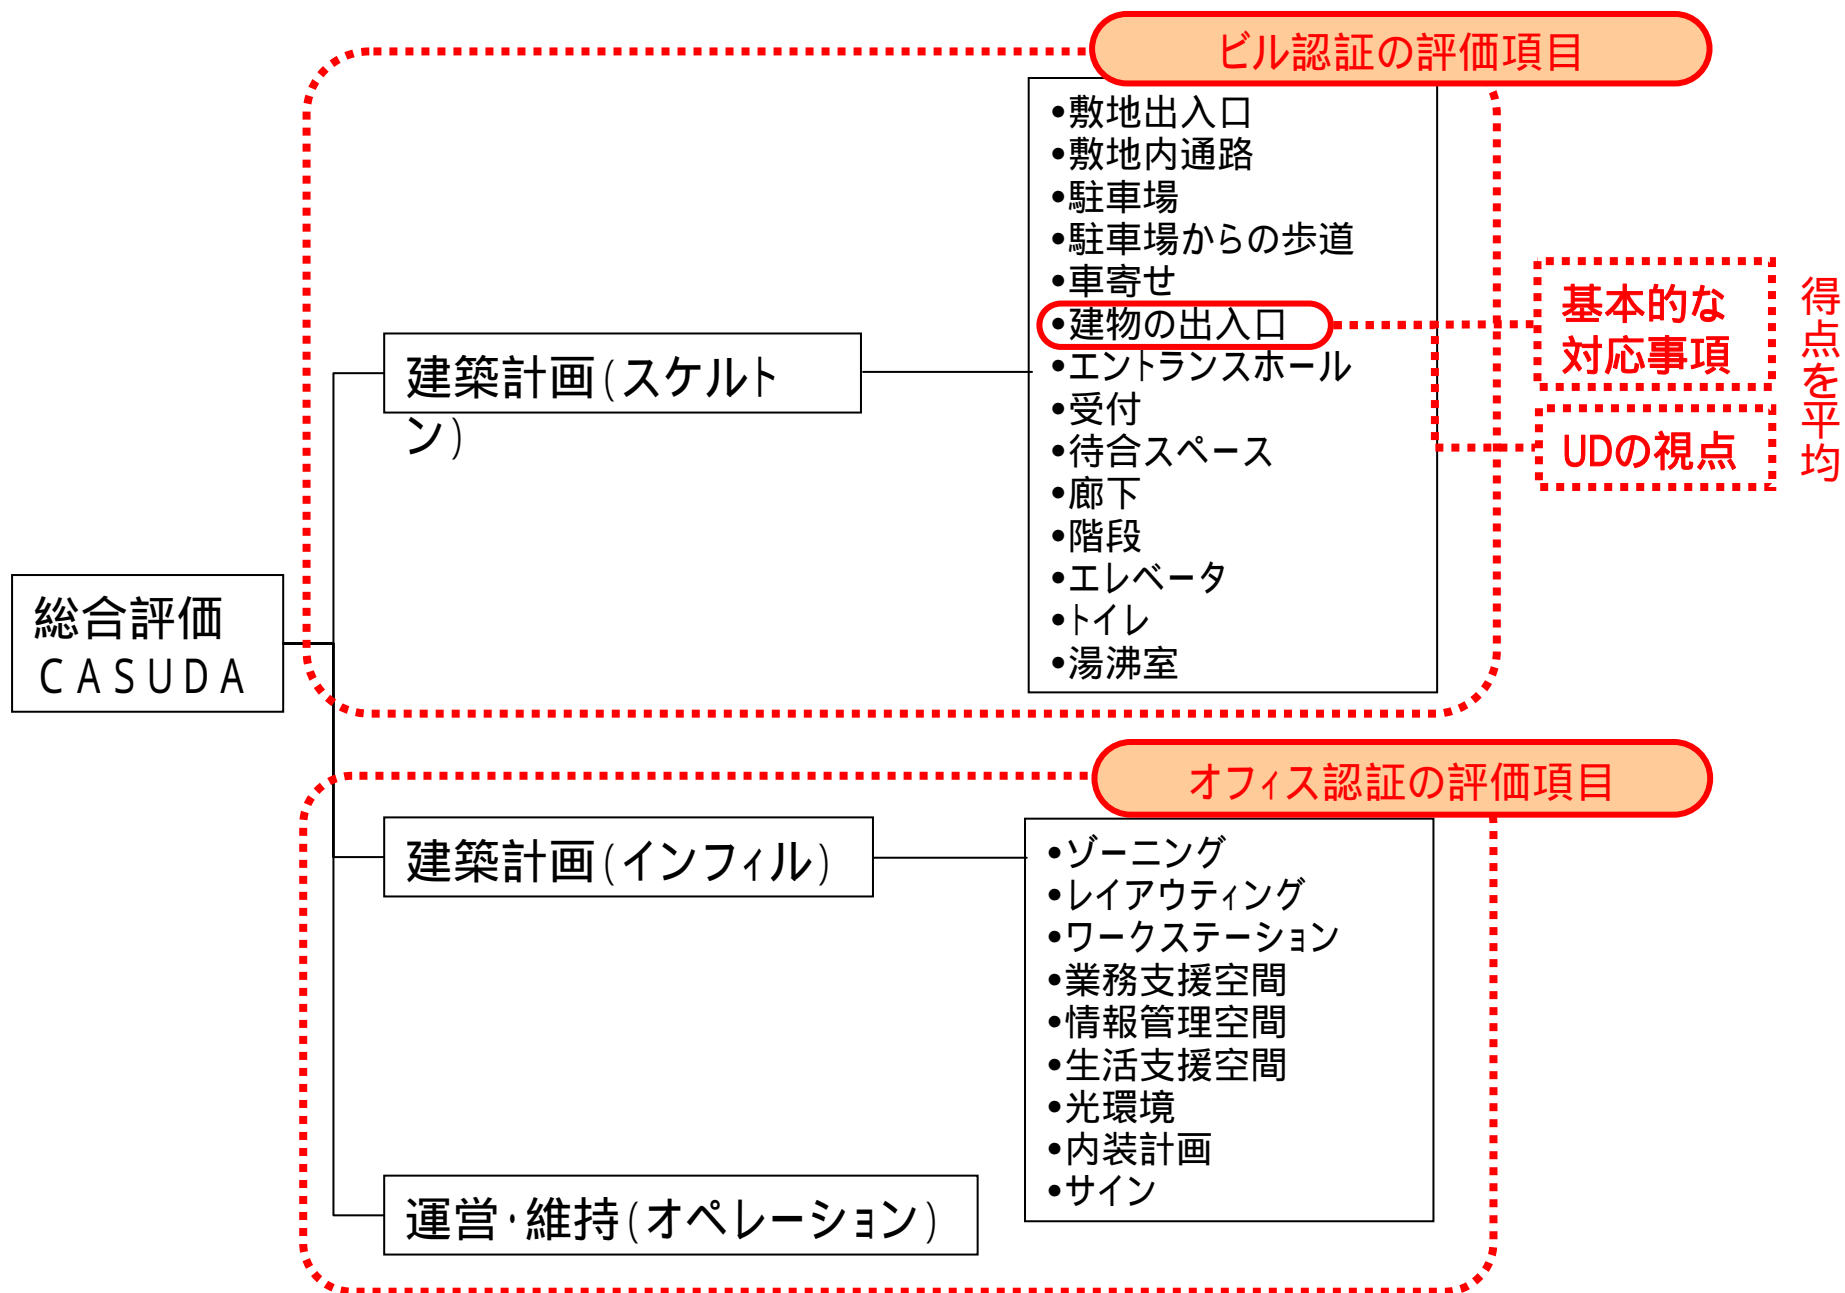 ビル認証の評価項目
•敷地出入口
•敷地内通路
•駐車場
•駐車場からの歩道
•車寄せ
•建物の出入口
•エントランスホール
•受付
•待合スペース
•廊下
•階段
•エレベータ
•トイレ
•湯沸室
基本的な
対応事項
UDの視点
得点を平均
建築計画(スケルト
ン)
総合評価
CASUDA
オフィス認証の評価項目
建築計画(インフィル)
•ゾーニング
•レイアウティング
•ワークステーション
•業務支援空間
•情報管理空間
•生活支援空間
•光環境
•内装計画
•サイン
運営・維持(オペレーション)